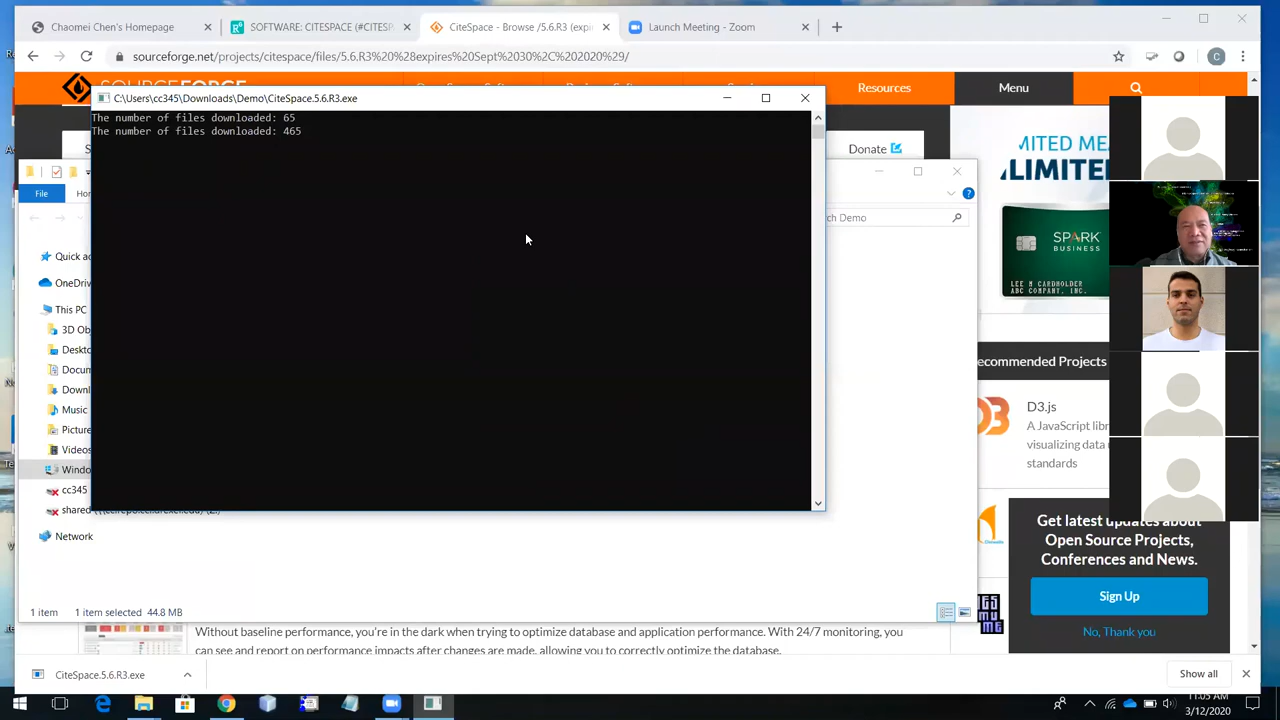 Chaomei Chen's Homepage
SOFTWARE: CITESPACE (#CITESP
CiteSpace - Browse /5.6.R3 (expi
Launch Meeting - Zoom
sourceforge.net/projects/citespace/files/5.6.R3%20expires%20Sept%2030%2C%202020%29/
C
Resources
Menu
C:\Users\cc345\Downloads\Demo\CiteSpace.5.6.R3.exe
The number of files downloaded: 65
The number of files downloaded: 465
Donate
IMITED ME
LIMITE
SPARK
BUSINESS
LEE M CARDHOLDER
ABC COMPANY, INC.
File
Hor
ch Demo
Quick ac
OneDriv
This PC
3D Obj
Deskto
Docum
Downl
Music
Picture
Videos
Windo
cc345
shared
Network
ecommended Projects
D3.js
A JavaScript libr
visualizing data
standards
Get latest updates about
Open Source Projects,
Conferences and News.
Sign Up
No, Thank you
1 item
1 item selected 44.8 MB
Without baseline performance, you're in the dark when trying to optimize database and application performance. With 24/7 monitoring, you
can see and report on performance impacts after changes are made, allowing you to correctly optimize the database.
CiteSpace.5.6.R3.exe
Show all
11:05 AM
3/12/2020